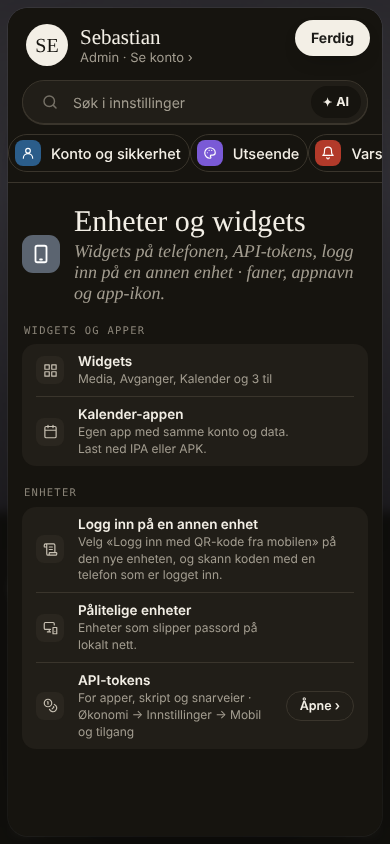 SE
Sebastian
Admin · Se konto ›
Ferdig
Søk i innstillinger
AI
Konto og sikkerhet
Utseende
Vars
Enheter og widgets
Widgets på telefonen, API-tokens, logg
inn på en annen enhet · faner, appnavn
og app-ikon.
WIDGETS OG APPER
Widgets
Media, Avganger, Kalender og 3 til
Kalender-appen
Egen app med samme konto og data.
Last ned IPA eller APK.
ENHETER
Logg inn på en annen enhet
Velg «Logg inn med QR-kode fra mobilen» på
den nye enheten, og skann koden med en
telefon som er logget inn.
Pålitelige enheter
Enheter som slipper passord på
lokalt nett.
API-tokens
For apper, skript og snarveier ·
Økonomi → Innstillinger → Mobil
og tilgang
Åpne ›